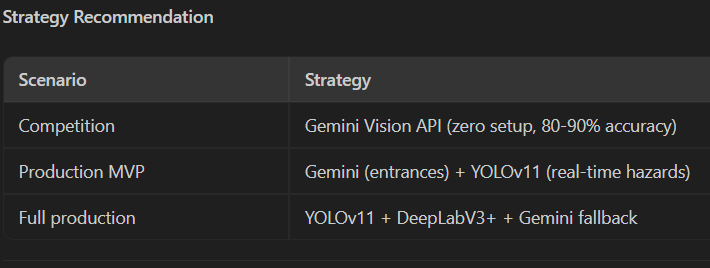 Strategy Recommendation
Scenario Strategy
Competition Gemini Vision API (zero setup, 80-90% accuracy)
Production MVP Gemini (entrances) + YOLOv11 (real-time hazards)
Full production YOLOv11 + DeepLabV3+ + Gemini fallback